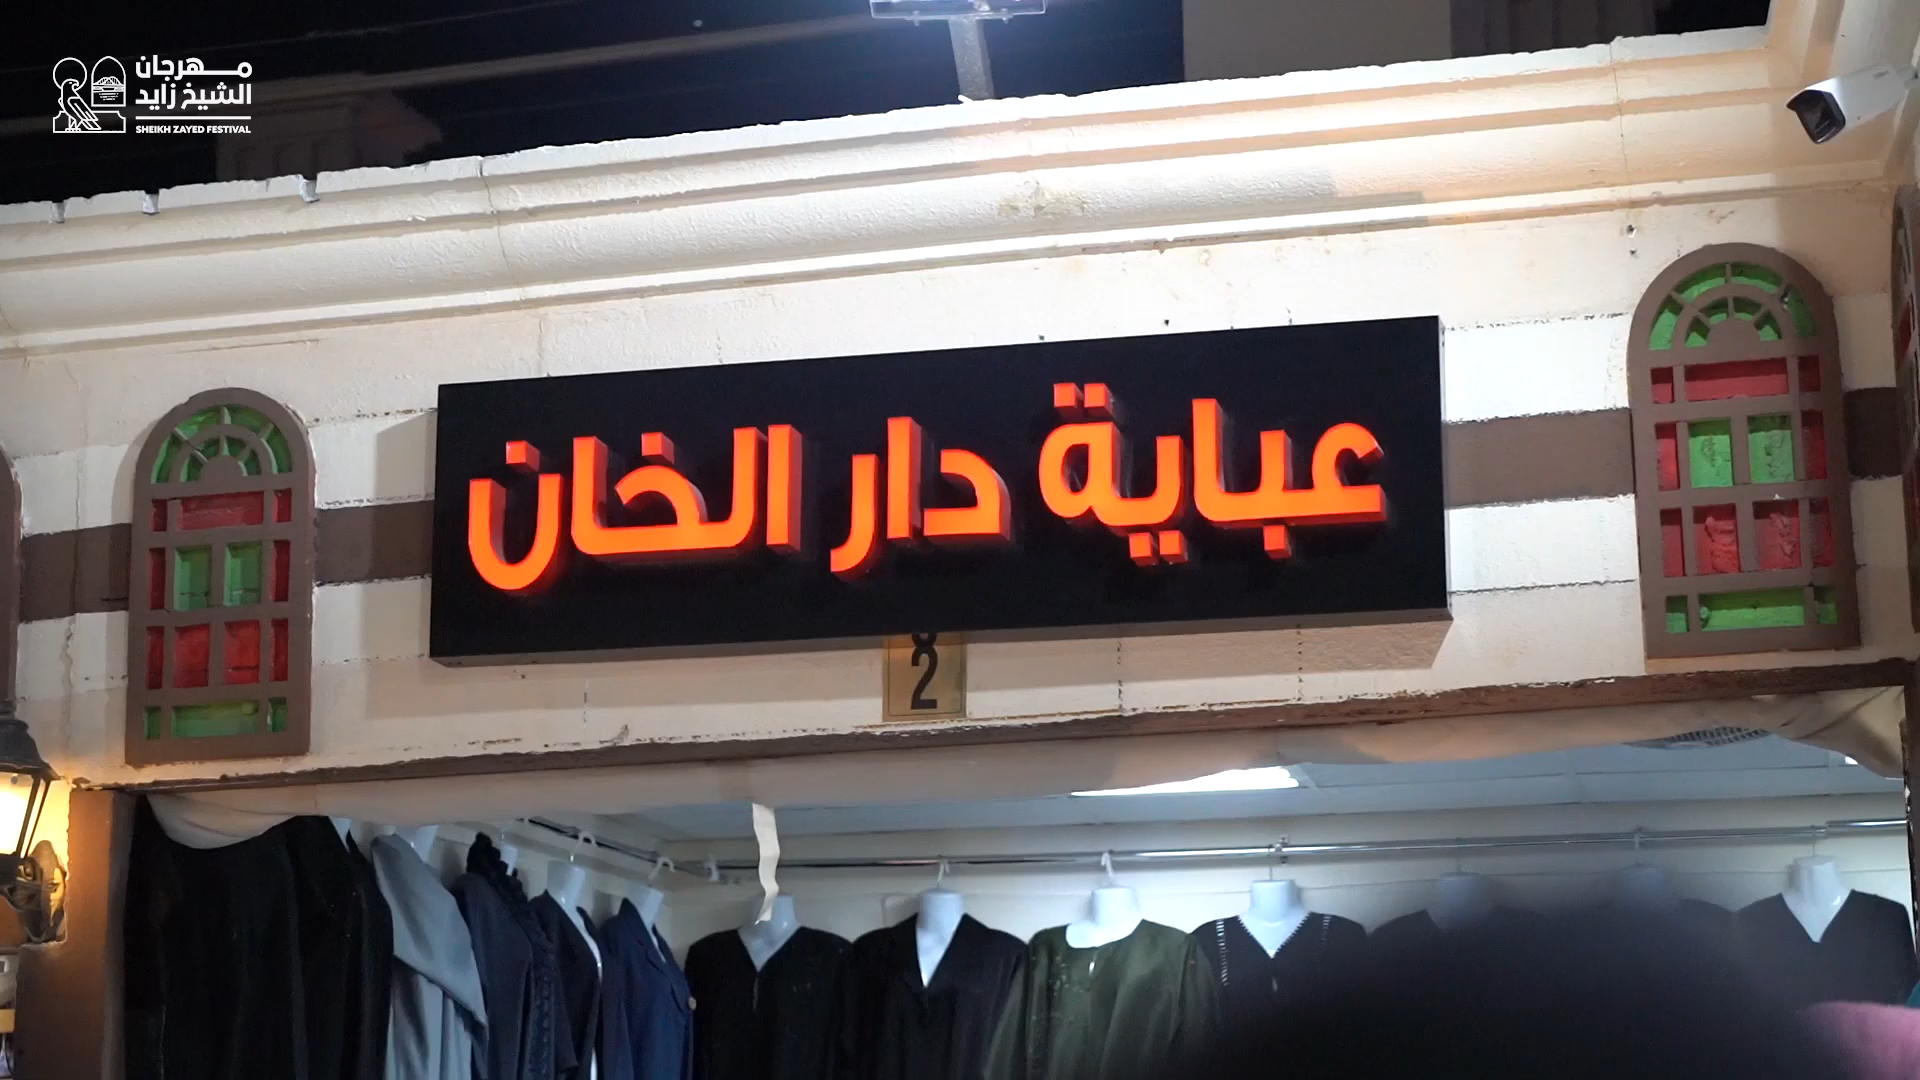 مهرجان
الشيخ زايد
SHEIKH ZAYED FESTIVAL
عباية دار الخان
2